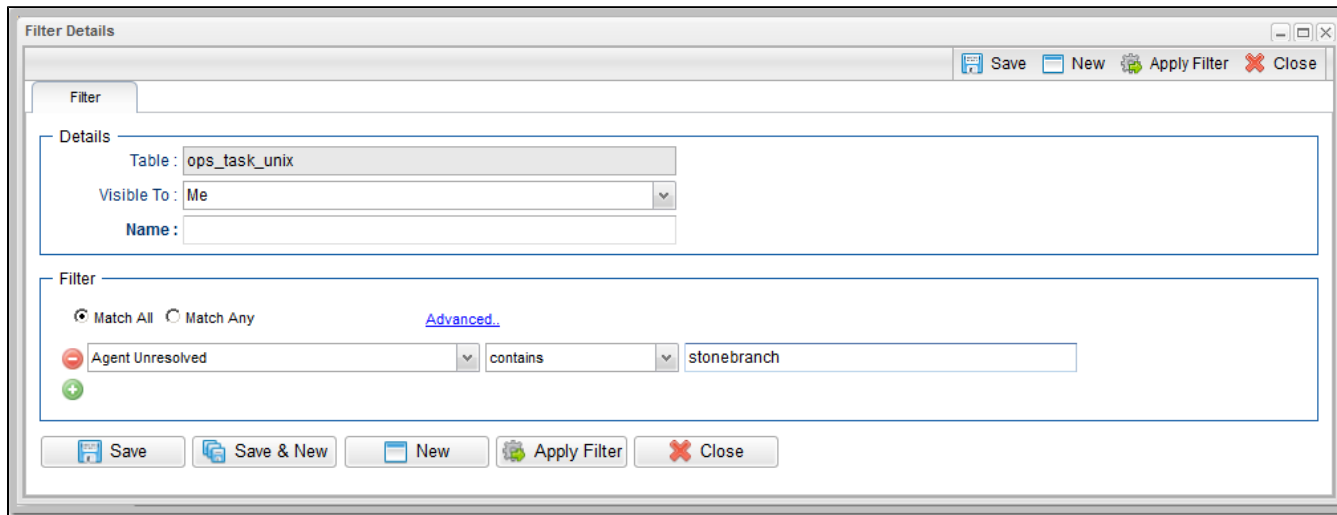 Filter Details
Save New Apply Filter Close
Filter
Details
Table : ops_task_unix
Visible To : Me
Name :
Filter
Match All Match Any Advanced..
Agent Unresolved contains stonebranch
Save Save & New New Apply Filter Close